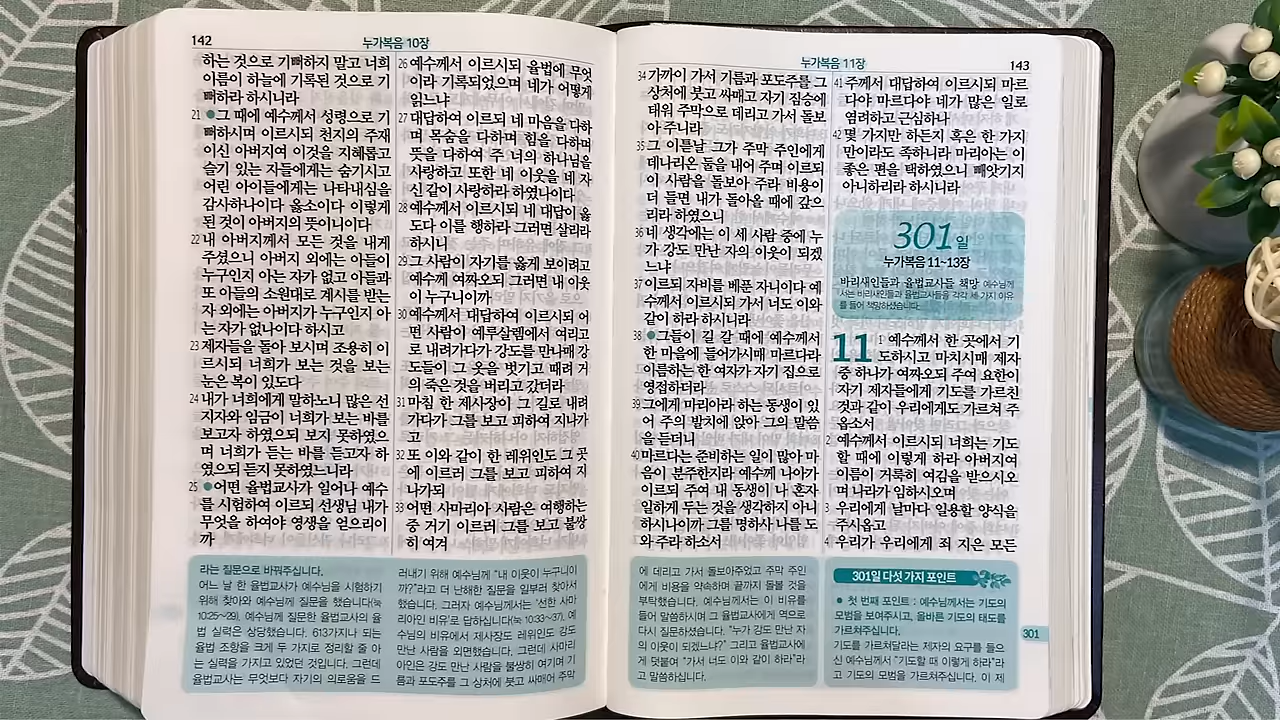 142
누가복음 10장
하는 것으로 기뻐하지 말고 너희
이름이 하늘에 기록된 것으로 기
뻐하라 하시니라
21 ●그 때에 예수께서 성령으로 기
뻐하시며 이르시되 천지의 주재
이신 아버지여 이것을 지혜롭고
슬기 있는 자들에게는 숨기시고
어린 아이들에게는 나타내심을
감사하나이다 옳소이다 이렇게
된 것이 아버지의 뜻이니이다
22 내 아버지께서 모든 것을 내게
주셨으니 아버지 외에는 아들이
누구인지 아는 자가 없고 아들과
또 아들의 소원대로 계시를 받는
자 외에는 아버지가 누구인지 아
는 자가 없나이다 하시고
23 제자들을 돌아 보시며 조용히 이
르시되 너희가 보는 것을 보는
눈은 복이 있도다
24 내가 너희에게 말하노니 많은 선
지자와 임금이 너희가 보는 바를
보고자 하였으되 보지 못하였으
며 너희가 듣는 바를 듣고자 하
였으되 듣지 못하였느니라
25 ●어떤 율법교사가 일어나 예수
를 시험하여 이르되 선생님 내가
무엇을 하여야 영생을 얻으리이
까
26 예수께서 이르시되 율법에 무엇
이라 기록되었으며 네가 어떻게
읽느냐
27 대답하여 이르되 네 마음을 다하
며 목숨을 다하며 힘을 다하며
뜻을 다하여 주 너의 하나님을
사랑하고 또한 네 이웃을 네 자
신 같이 사랑하라 하였나이다
28 예수께서 이르시되 네 대답이 옳
도다 이를 행하라 그러면 살리라
하시니
29 그 사람이 자기를 옳게 보이려고
예수께 여짜오되 그러면 내 이웃
이 누구니이까
30 예수께서 대답하여 이르시되 어
떤 사람이 예루살렘에서 여리고
로 내려가다가 강도를 만나매 강
도들이 그 옷을 벗기고 때려 거
의 죽은 것을 버리고 갔더라
31 마침 한 제사장이 그 길로 내려
가다가 그를 보고 피하여 지나가
고
32 또 이와 같이 한 레위인도 그 곳
에 이르러 그를 보고 피하여 지
나가되
33 어떤 사마리아 사람은 여행하는
중 거기 이르러 그를 보고 불쌍
히 여겨
라는 질문으로 바꿔주십니다.
어느 날 한 율법교사가 예수님을 시험하기
위해 찾아와 예수님께 질문을 했습니다(눅
10:25~29). 예수님께 질문한 율법교사의 율
법 실력은 상당했습니다. 613가지나 되는
율법 조항을 크게 두 가지로 정리할 줄 아
는 실력을 가지고 있었던 것입니다. 그런데
율법교사는 무엇보다 자기의 의로움을 드
러내기 위해 예수님께 “내 이웃이 누구니이
까?”라고 더 난해한 질문을 일부러 찾아서
했습니다. 그러자 예수님께서는 '선한 사마
리아인 비유'로 답하십니다(눅 10:33~37). 예
수님의 비유에서 제사장도 레위인도 강도
만난 사람을 외면했습니다. 그런데 사마리
아인은 강도 만난 사람을 불쌍히 여기며 기
름과 포도주를 그 상처에 붓고 싸매어 주막
누가복음 11장
143
34 가까이 가서 기름과 포도주를 그
상처에 붓고 싸매고 자기 짐승에
태워 주막으로 데리고 가서 돌보
아 주니라
35 그 이튿날 그가 주막 주인에게
데나리온 둘을 내어 주며 이르되
이 사람을 돌보아 주라 비용이
더 들면 내가 돌아올 때에 갚으
리라 하였으니
36 네 생각에는 이 세 사람 중에 누
가 강도 만난 자의 이웃이 되겠
느냐
37 이르되 자비를 베푼 자니이다 예
수께서 이르시되 가서 너도 이와
같이 하라 하시니라
38 ●그들이 길 갈 때에 예수께서
한 마을에 들어가시매 마르다라
이름하는 한 여자가 자기 집으로
영접하더라
39 그에게 마리아라 하는 동생이 있
어 주의 발치에 앉아 그의 말씀
을 듣더니
40 마르다는 준비하는 일이 많아 마
음이 분주한지라 예수께 나아가
이르되 주여 내 동생이 나 혼자
일하게 두는 것을 생각하지 아니
하시나이까 그를 명하사 나를 도
와 주라 하소서
41 주께서 대답하여 이르시되 마르
다야 마르다야 네가 많은 일로
염려하고 근심하나
42 몇 가지만 하든지 혹은 한 가지
만이라도 족하니라 마리아는 이
좋은 편을 택하였으니 빼앗기지
아니하리라 하시니라
301일
누가복음 11~13장
바리새인들과 율법교사들을 책망 예수님께
서는 바리새인들과 율법교사들을 각각 세 가지 이유
를 들어 책망하셨습니다.
11 1 예수께서 한 곳에서 기
도하시고 마치시매 제자
중 하나가 여짜오되 주여 요한이
자기 제자들에게 기도를 가르친
것과 같이 우리에게도 가르쳐 주
옵소서
2 예수께서 이르시되 너희는 기도
할 때에 이렇게 하라 아버지여
이름이 거룩히 여김을 받으시오
며 나라가 임하시오며
3 우리에게 날마다 일용할 양식을
주시옵고
4 우리가 우리에게 죄 지은 모든
에 데리고 가서 돌보아주었고 주막 주인
에게 비용을 약속하며 끝까지 돌볼 것을
부탁했습니다. 예수님께서는 이 비유를
들어 말씀하시며 그 율법교사에게 역으로
다시 질문하셨습니다. “누가 강도 만난 자
의 이웃이 되겠느냐?” 그리고 율법교사에
게 덧붙여 “가서 너도 이와 같이 하라”라
고 말씀하십니다.
301일 다섯 가지 포인트
● 첫 번째 포인트 : 예수님께서는 기도의
모범을 보여주시고, 올바른 기도의 태도를
가르쳐주십니다.
기도를 가르쳐달라는 제자의 요구를 들으
신 예수님께서 “기도할 때 이렇게 하라”라
고 기도의 모범을 가르쳐주십니다. 이 제
301